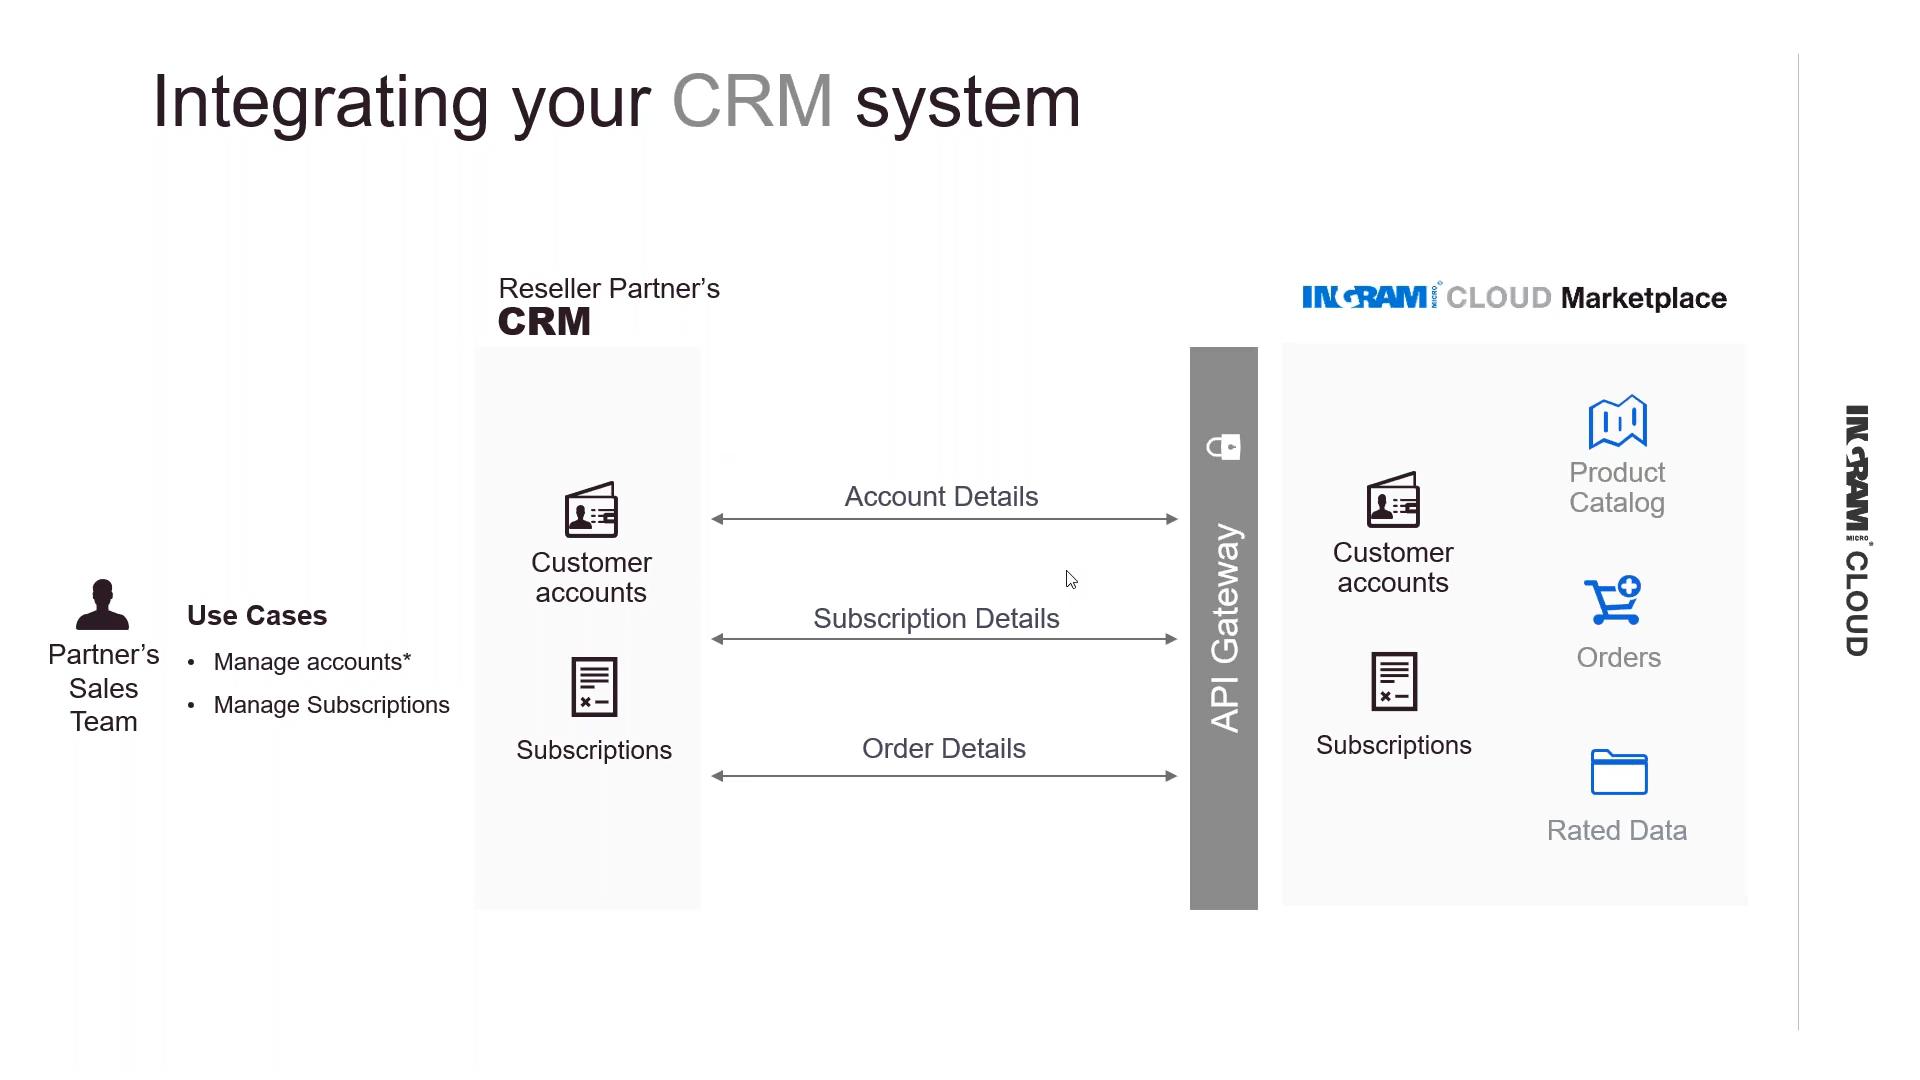 Integrating your CRM system
Reseller Partner's
CRM
INGRAM MICRO CLOUD Marketplace
Partner's
Sales
Team
Use Cases
• Manage accounts*
• Manage Subscriptions
Customer
accounts
Subscriptions
Account Details
Subscription Details
Order Details
API Gateway
Customer
accounts
Subscriptions
Product
Catalog
Orders
Rated Data
INGRAM MICRO CLOUD